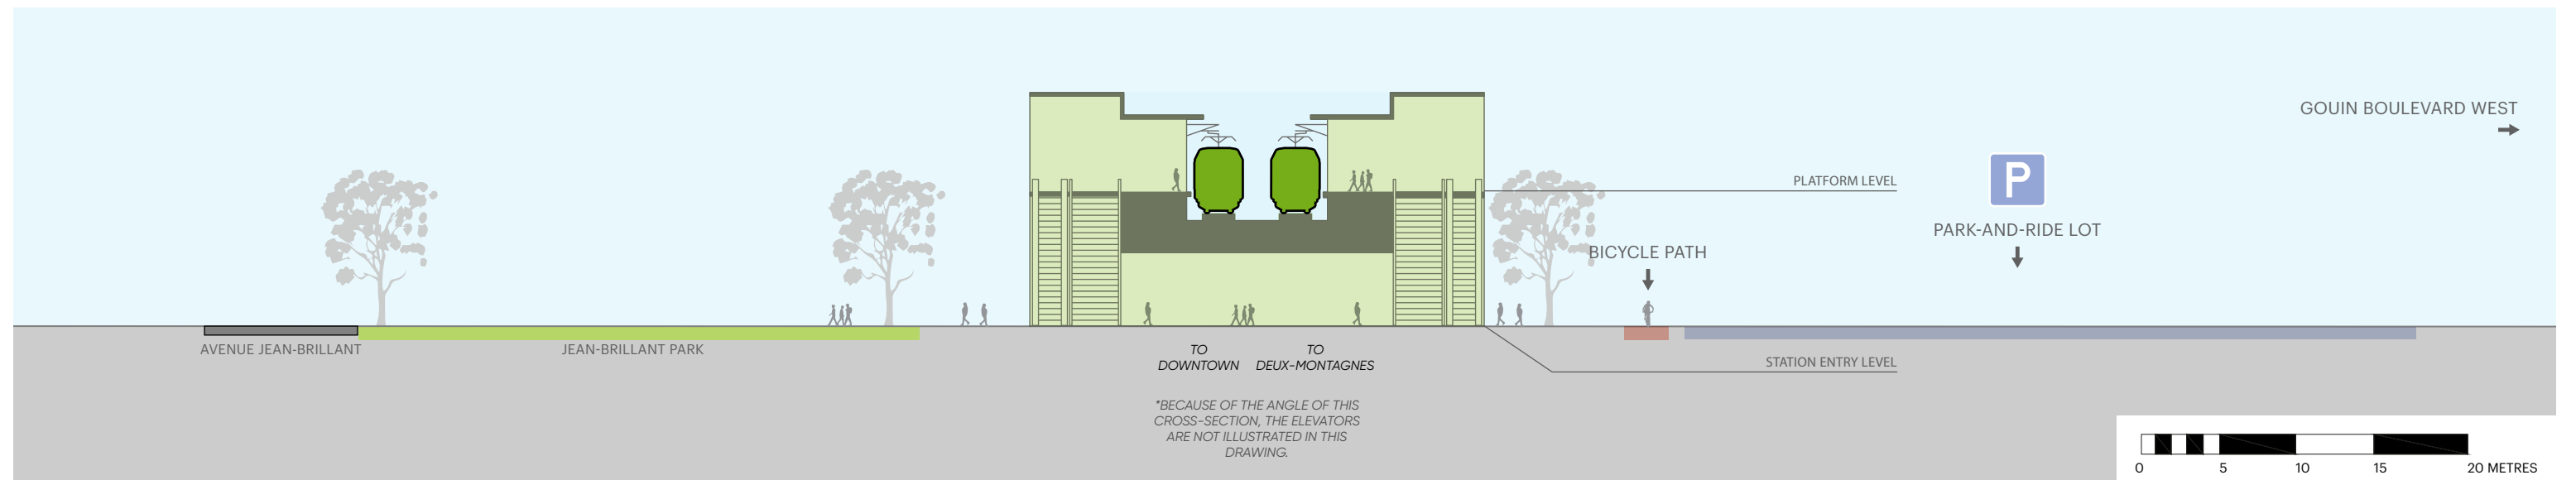 GOUIN BOULEVARD WEST
P
PLATFORM LEVEL
PARK-AND-RIDE LOT
BICYCLE PATH
AVENUE JEAN-BRILLANT
JEAN-BRILLANT PARK
TO
DOWNTOWN
TO
DEUX-MONTAGNES
STATION ENTRY LEVEL
*BECAUSE OF THE ANGLE OF THIS
CROSS-SECTION, THE ELEVATORS
ARE NOT ILLUSTRATED IN THIS
DRAWING.
0 5 10 15 20 METRES